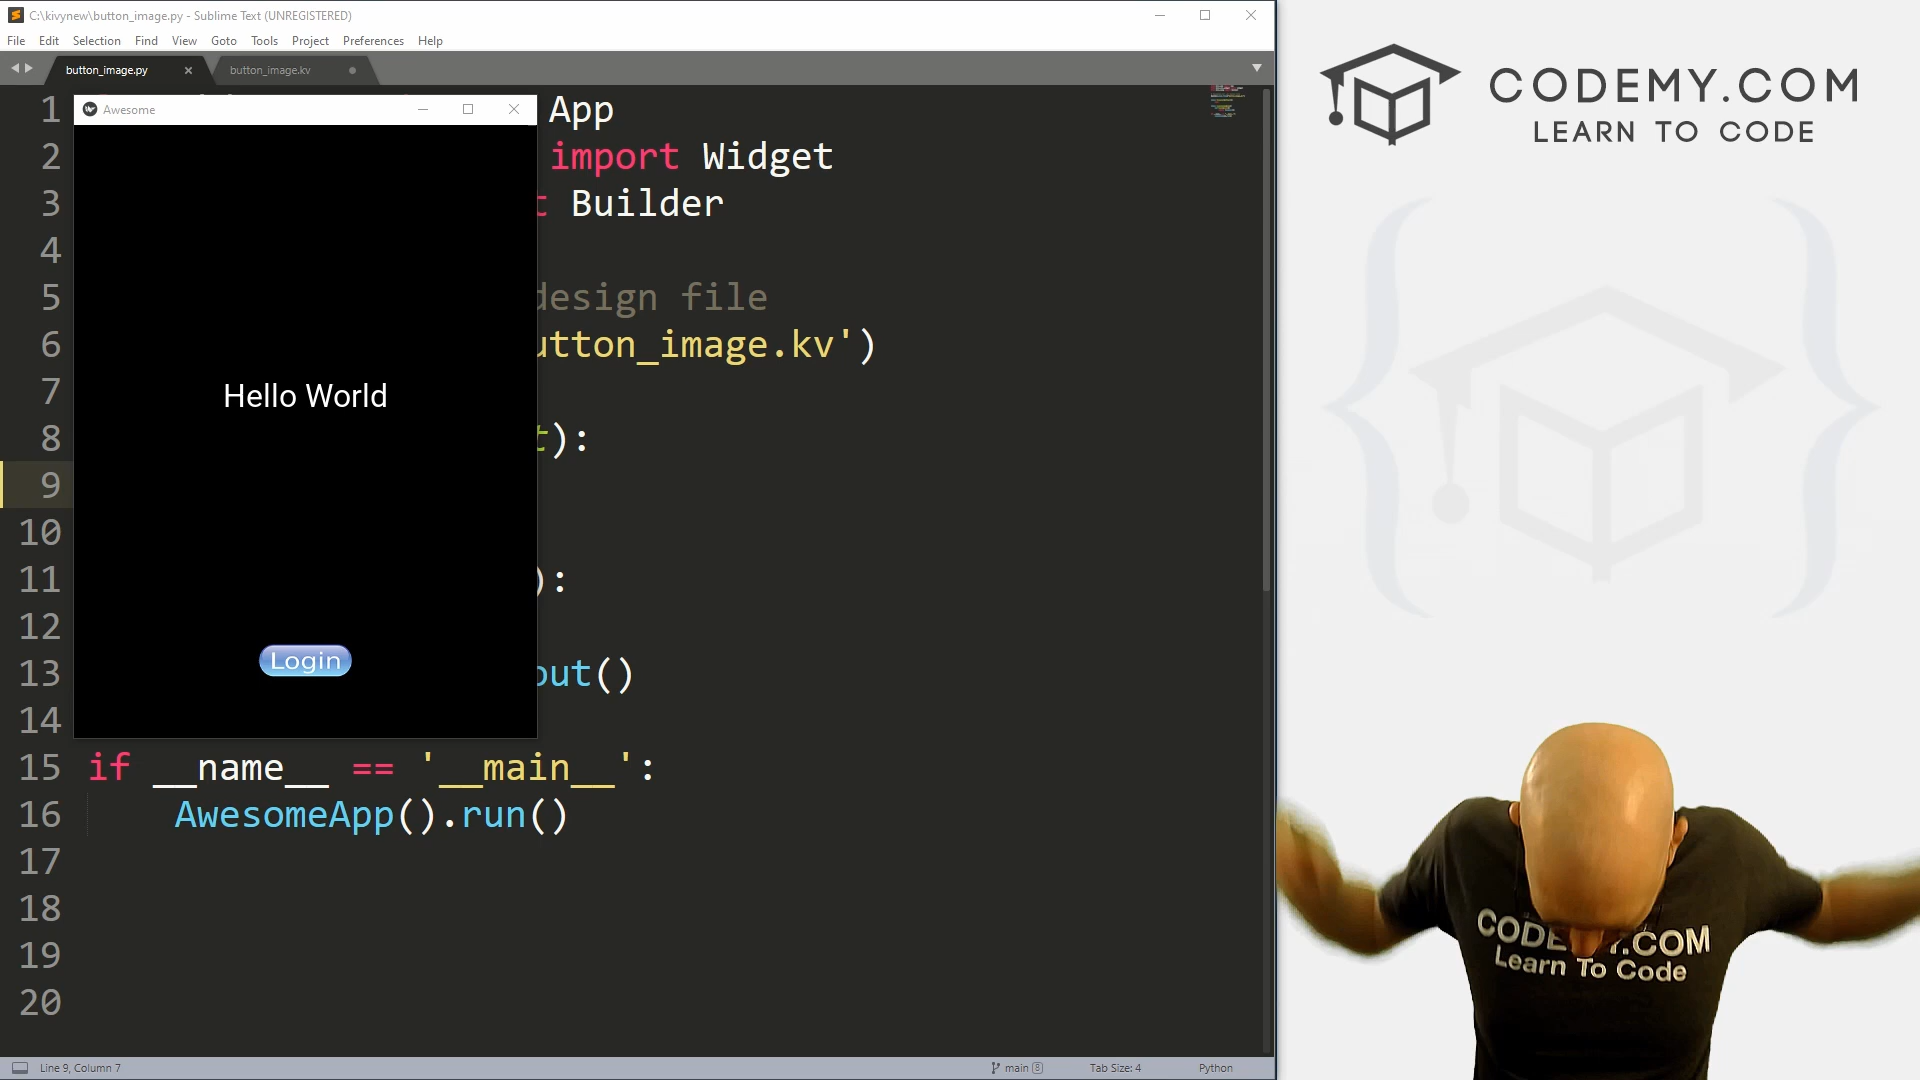 C:\kivynew\button_image.py - Sublime Text (UNREGISTERED)
File Edit Selection Find View Goto Tools Project Preferences Help
button_image.py
button_image.kv
Awesome
Hello World
Login
1 App
2 import Widget
3 Builder
4
5 design file
6 utton_image.kv')
7
8 t):
9
10
11 ):
12
13 out()
14
15 if __name__ == '__main__':
16 AwesomeApp().run()
17
18
19
20
Line 9, Column 7
main 8
Tab Size: 4
Python
CODEMY.COM
LEARN TO CODE
.COM
Learn To Code